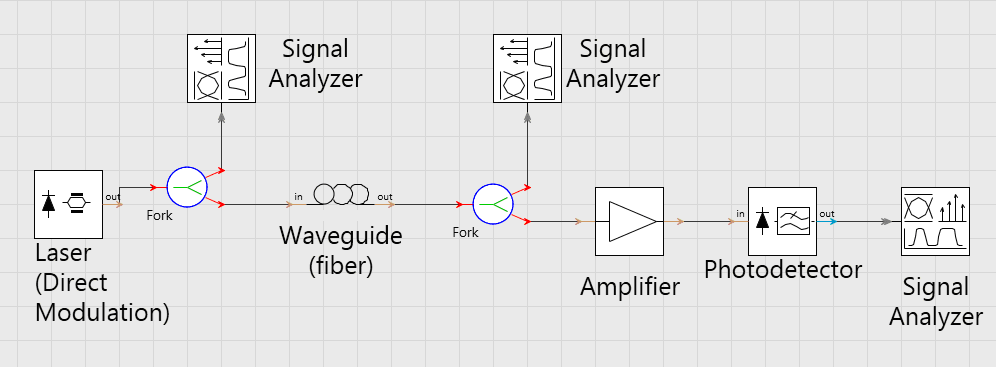 Signal
Analyzer
Signal
Analyzer
out
Fork
in
out
Fork
in
out
Laser
(Direct
Modulation)
Waveguide
(fiber)
Amplifier
Photodetector
Signal
Analyzer